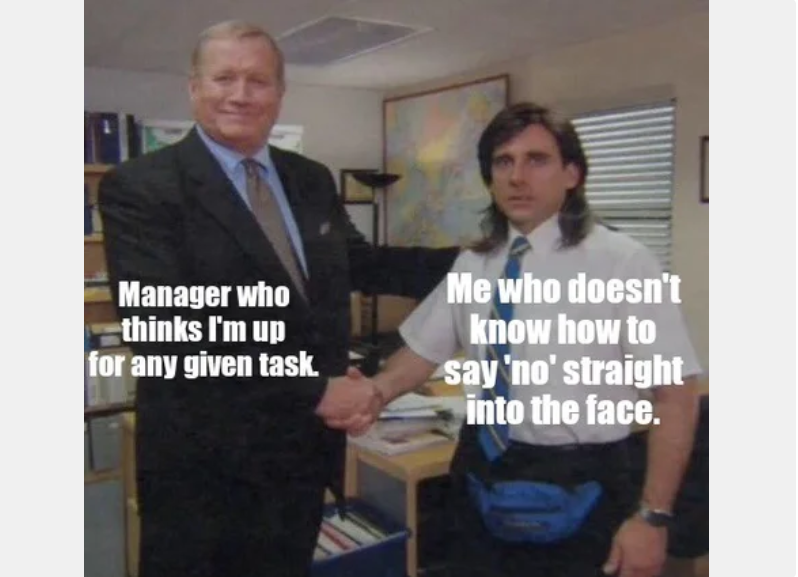 Manager who
thinks I'm up
for any given task.
Me who doesn't
know how to
say 'no' straight
into the face.